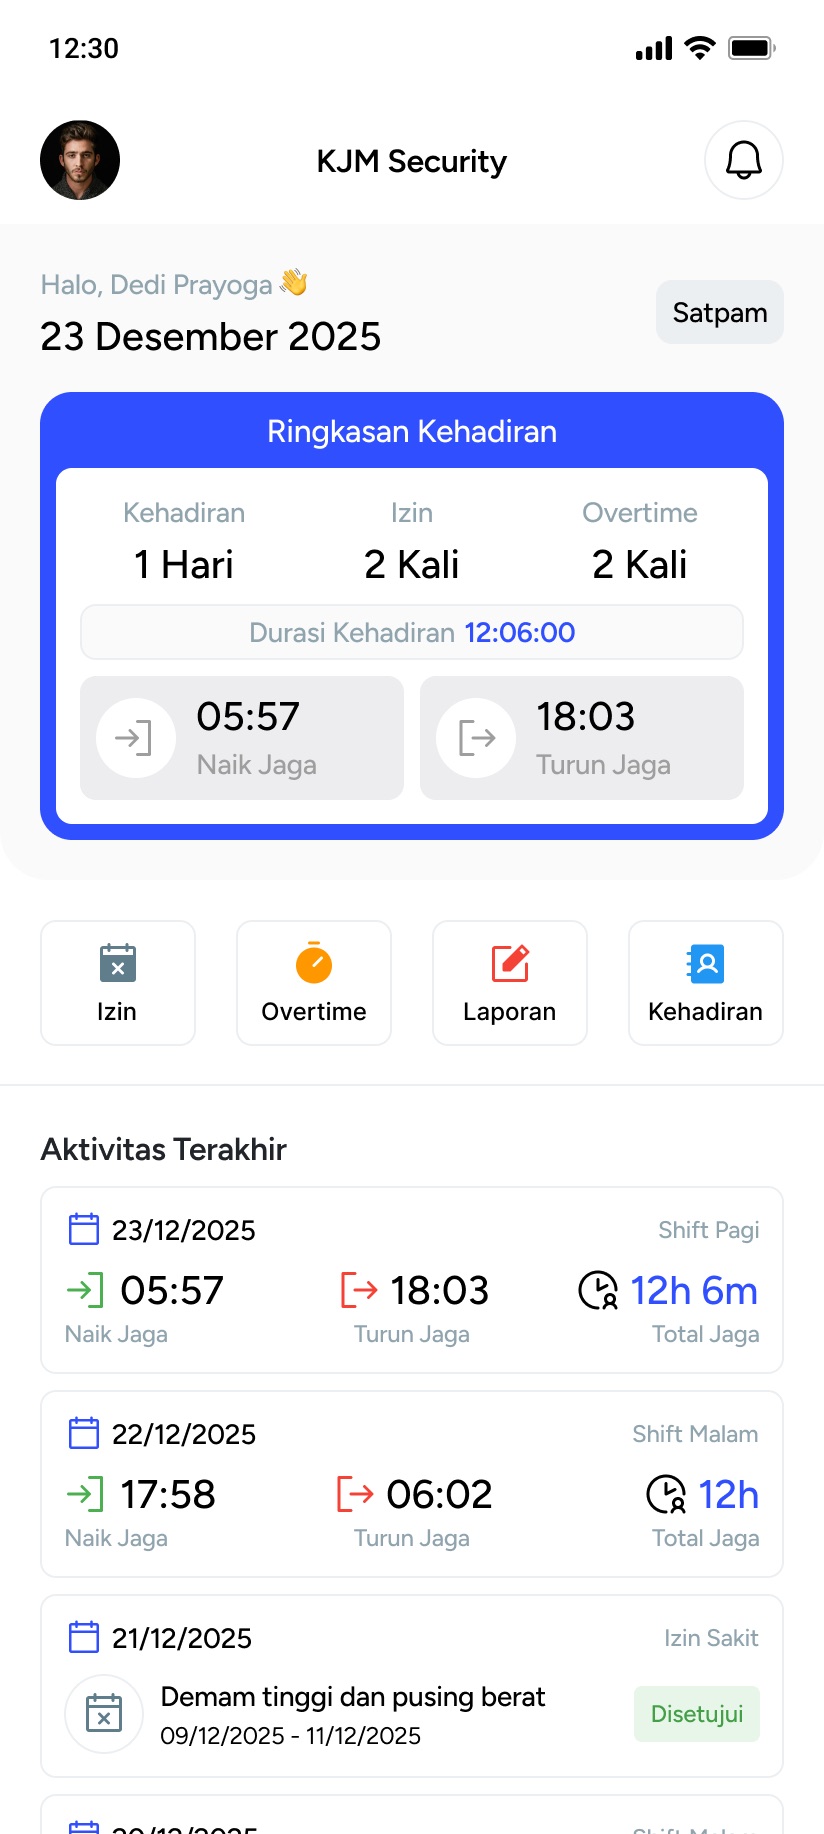 12:30
KJM Security
Halo, Dedi Prayoga 👋
23 Desember 2025
Satpam
Ringkasan Kehadiran
Kehadiran Izin Overtime
1 Hari 2 Kali 2 Kali
Durasi Kehadiran 12:06:00
05:57 18:03
Naik Jaga Turun Jaga
Izin Overtime Laporan Kehadiran
Aktivitas Terakhir
23/12/2025 Shift Pagi
05:57 18:03 12h 6m
Naik Jaga Turun Jaga Total Jaga
22/12/2025 Shift Malam
17:58 06:02 12h
Naik Jaga Turun Jaga Total Jaga
21/12/2025 Izin Sakit
Demam tinggi dan pusing berat
09/12/2025 - 11/12/2025
Disetujui